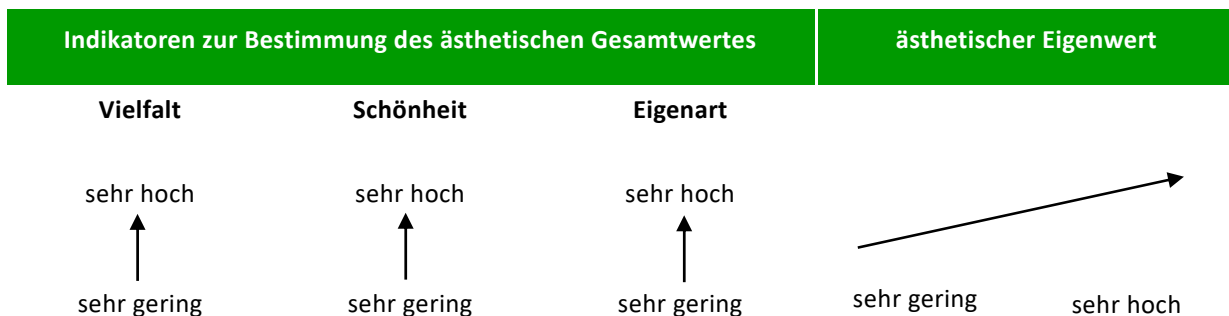 Indikatoren zur Bestimmung des ästhetischen Gesamtwertes
ästhetischer Eigenwert
Vielfalt
Schönheit
Eigenart
sehr hoch
sehr hoch
sehr hoch
sehr gering
sehr gering
sehr gering
sehr gering
sehr hoch